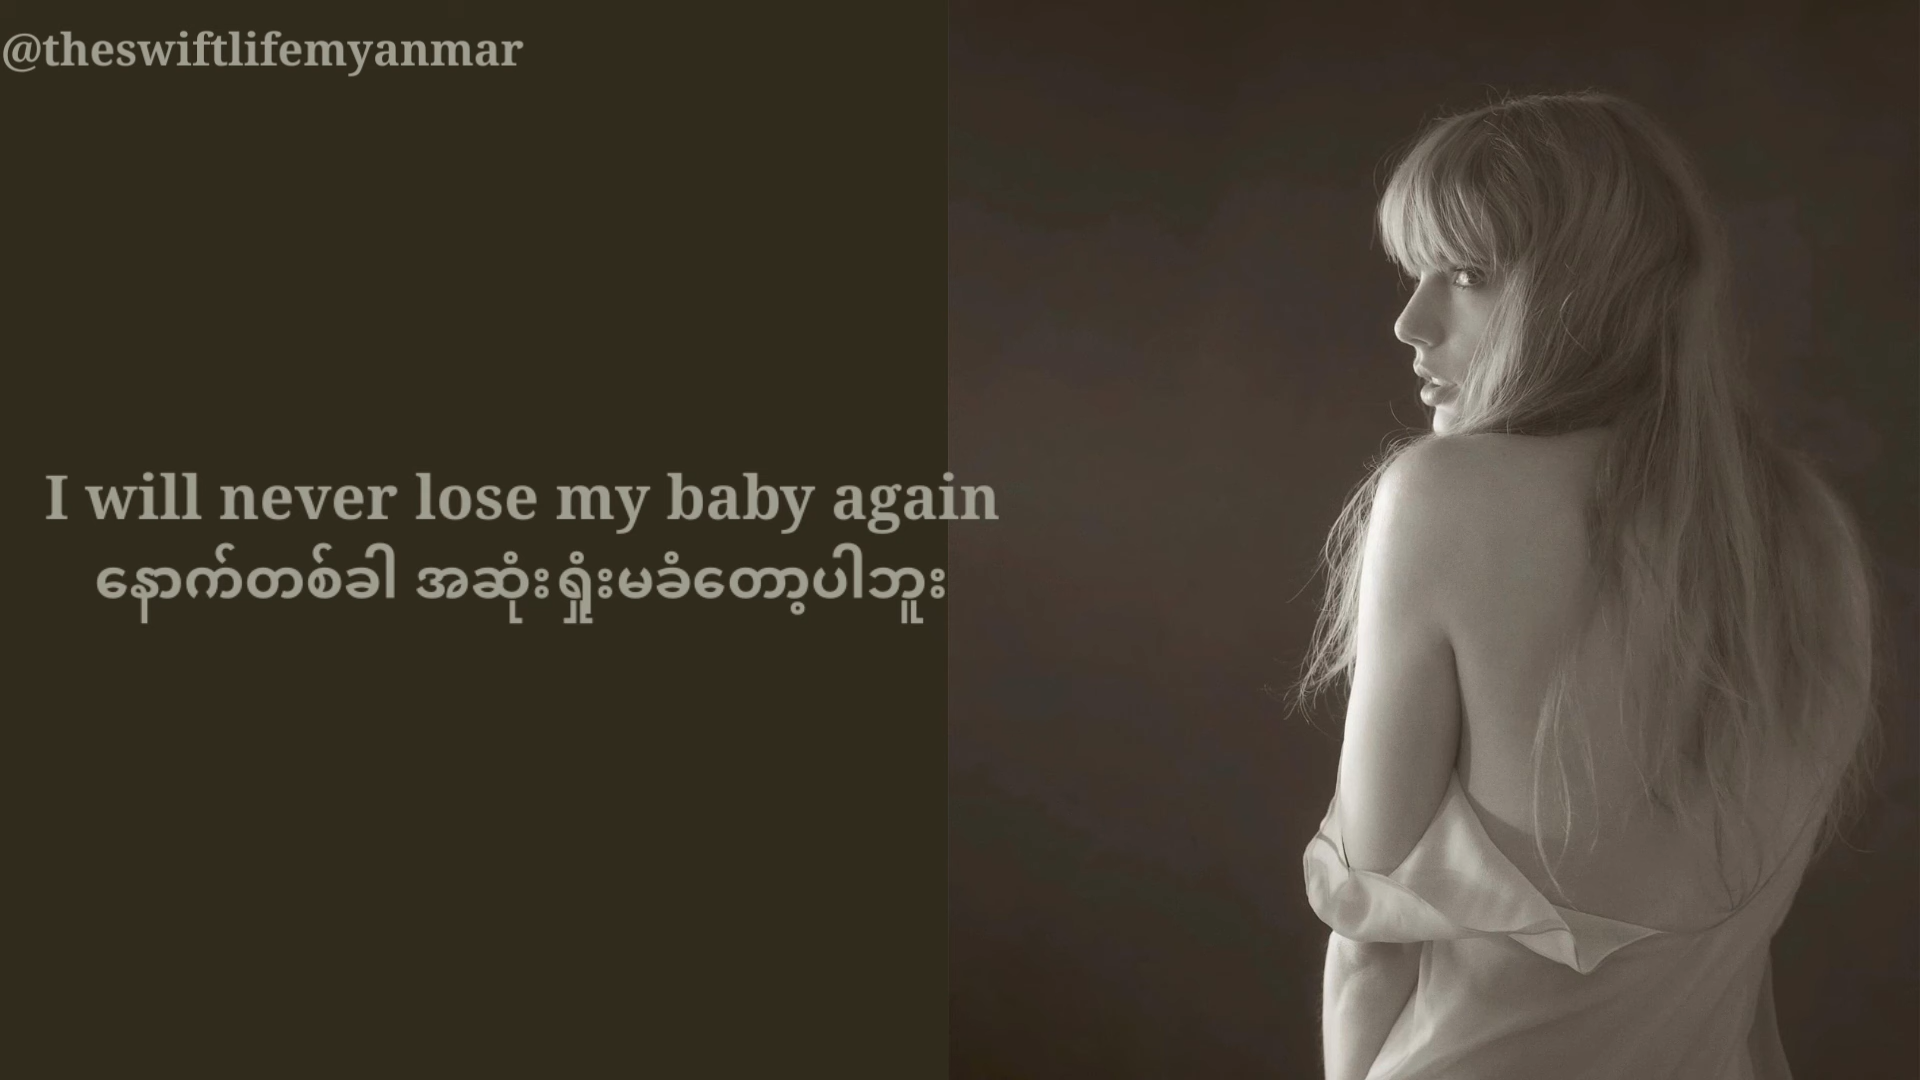 @theswiftlifemyanmar
I will never lose my baby again
နောက်တစ်ခါ အဆုံးရှုံးမခံတော့ပါဘူး